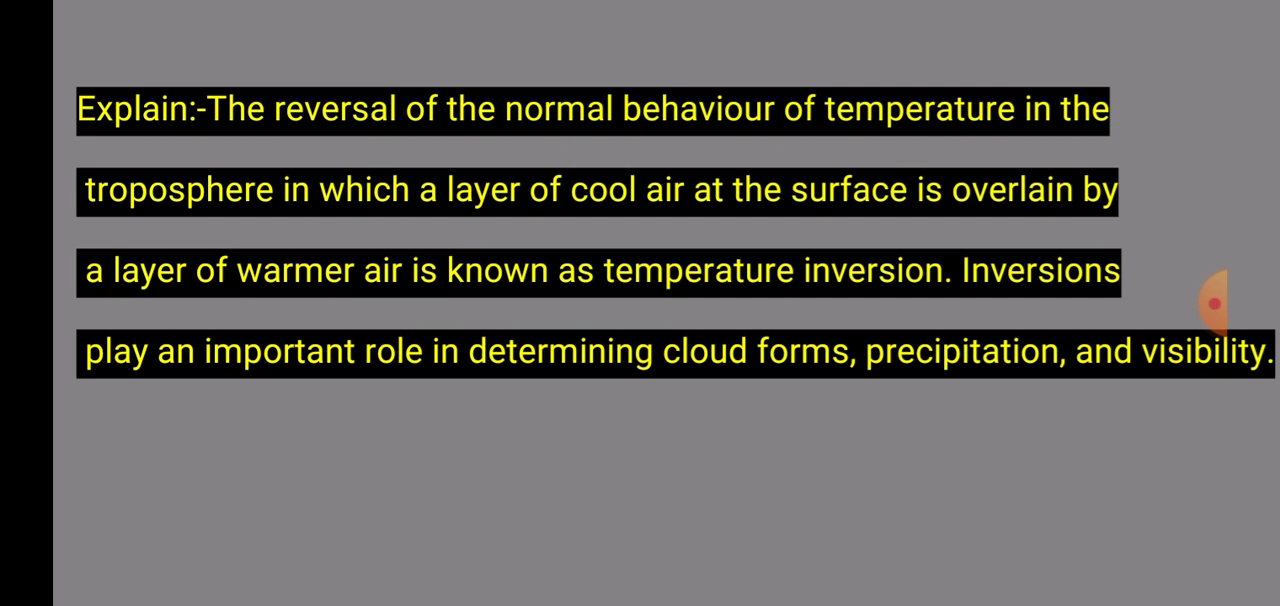 Explain:-The reversal of the normal behaviour of temperature in the
troposphere in which a layer of cool air at the surface is overlain by
a layer of warmer air is known as temperature inversion. Inversions
play an important role in determining cloud forms, precipitation, and visibility.